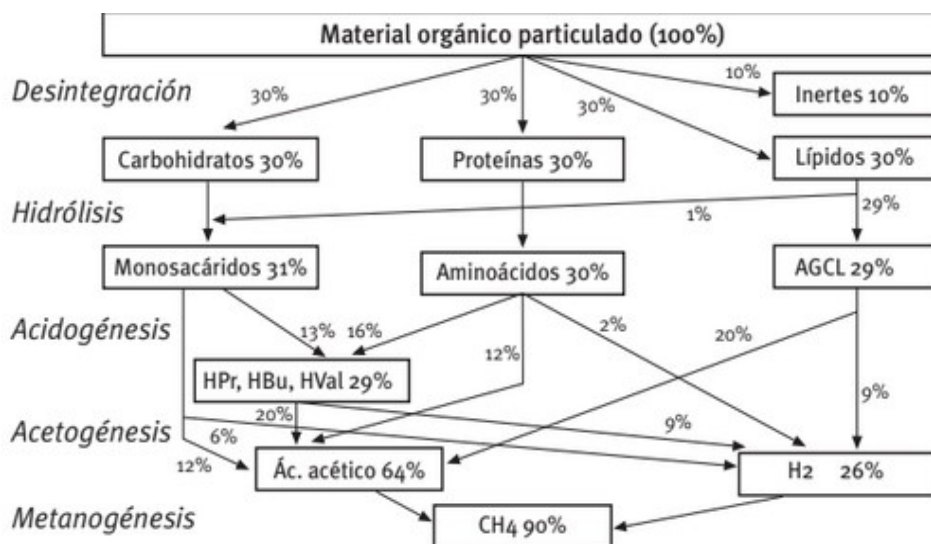 Material orgánico particulado (100%)
Desintegración
30%
30%
30%
10%
Inertes 10%
Carbohidratos 30%
Proteínas 30%
Lípidos 30%
Hidrólisis
1%
29%
Monosacáridos 31%
Aminoácidos 30%
AGCL 29%
Acidogénesis
13%
16%
12%
2%
20%
9%
HPr, HBu, HVal 29%
Acetogénesis
6%
20%
9%
12%
Ác. acético 64%
H2 26%
Metanogénesis
CH4 90%